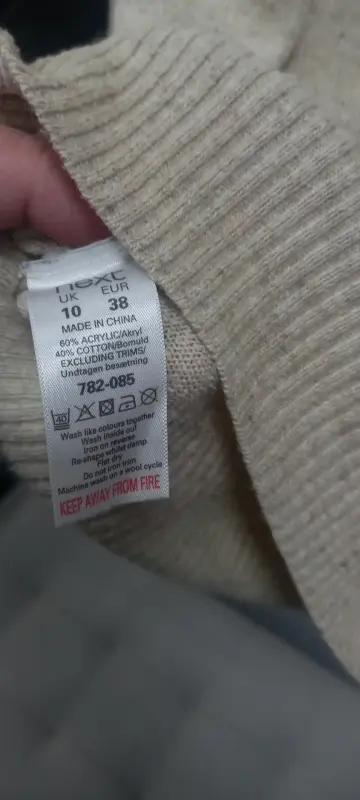 next
UK EUR
10 38
MADE IN CHINA
60% ACRYLIC/Akryl
40% COTTON/Bomuld
EXCLUDING TRIMS/
Undtagen besætning
782-085
40
Wash like colours together
Wash inside out
Iron on reverse
Re-shape whilst damp
Flat dry
Do not iron trim
Machine wash on a wool cycle
KEEP AWAY FROM FIRE